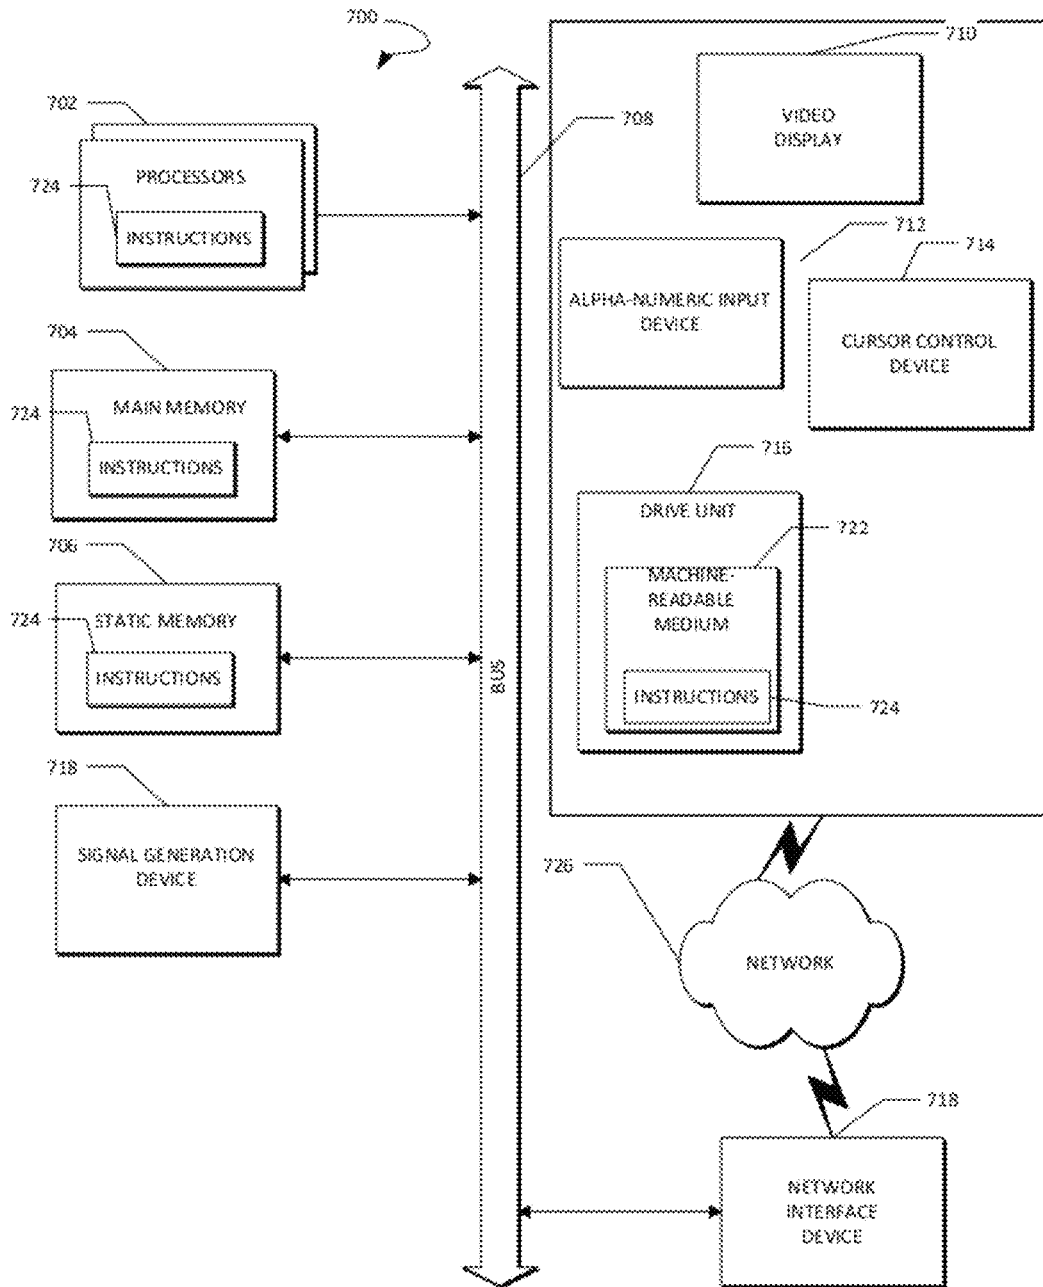 700
710
702
VIDEO
DISPLAY
708
PROCESSORS
724
INSTRUCTIONS
712
714
ALPHA-NUMERIC INPUT
DEVICE
CURSOR CONTROL
DEVICE
704
MAIN MEMORY
724
INSTRUCTIONS
716
DRIVE UNIT
722
MACHINE-
READABLE
MEDIUM
INSTRUCTIONS
724
706
STATIC MEMORY
724
INSTRUCTIONS
BUS
718
SIGNAL GENERATION
DEVICE
726
NETWORK
718
NETWORK
INTERFACE
DEVICE